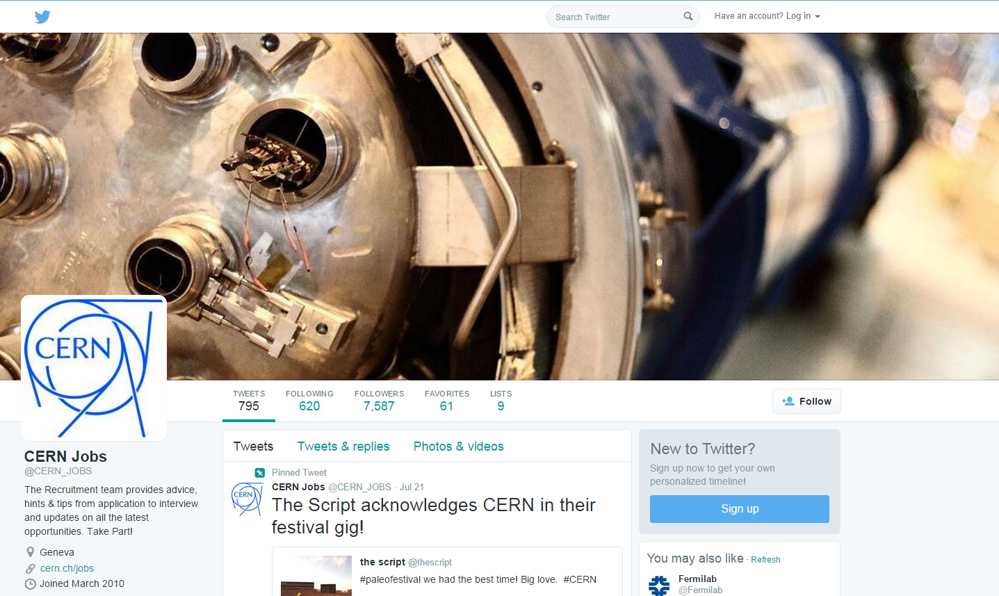 Search Twitter
Have an account? Log in
CERN
TWEETS
795
FOLLOWING
620
FOLLOWERS
7,587
FAVORITES
61
LISTS
9
Follow
CERN Jobs
@CERN_JOBS
The Recruitment team provides advice,
hints & tips from application to interview
and updates on all the latest
opportunities. Take Part!
Geneva
cern.ch/jobs
Joined March 2010
Tweets
Tweets & replies
Photos & videos
Pinned Tweet
CERN
CERN Jobs @CERN_JOBS · Jul 21
The Script acknowledges CERN in their
festival gig!
the script @thescript
#paleofestival we had the best time! Big love. #CERN
New to Twitter?
Sign up now to get your own
personalized timeline!
Sign up
You may also like · Refresh
Fermilab
@Fermilab